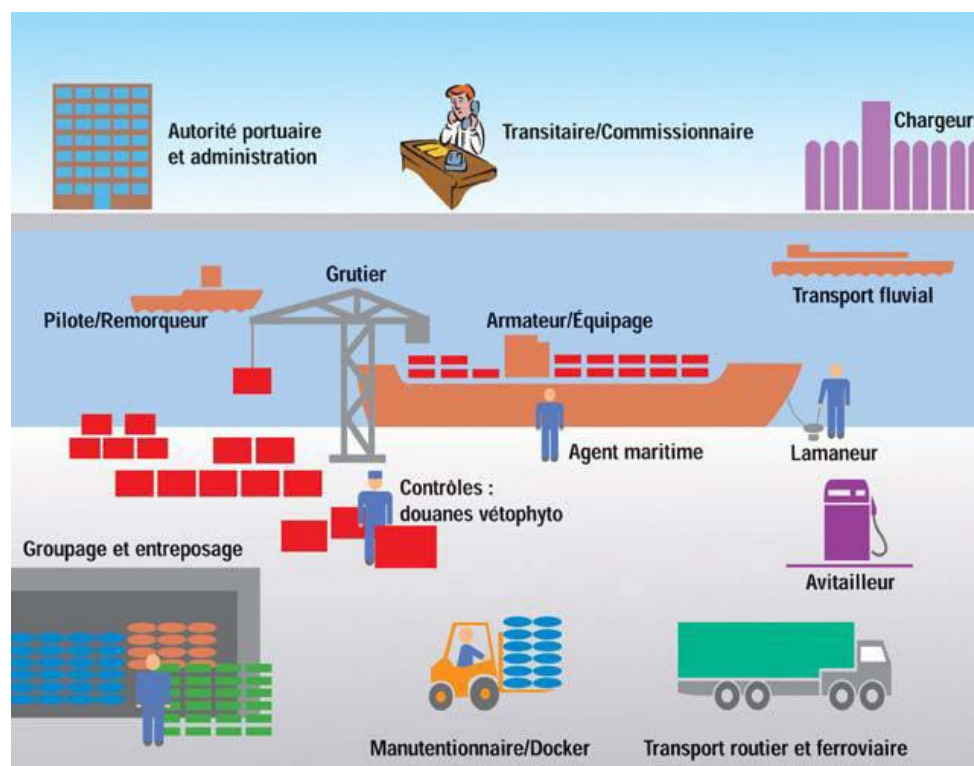 Autorité portuaire
et administration
Transitaire/Commissionnaire
Chargeur
Grutier
Pilote/Remorqueur
Armateur/Équipage
Transport fluvial
Agent maritime
Lamaneur
Contrôles :
douanes vétophyto
Groupage et entreposage
Avitailleur
Manutentionnaire/Docker
Transport routier et ferroviaire